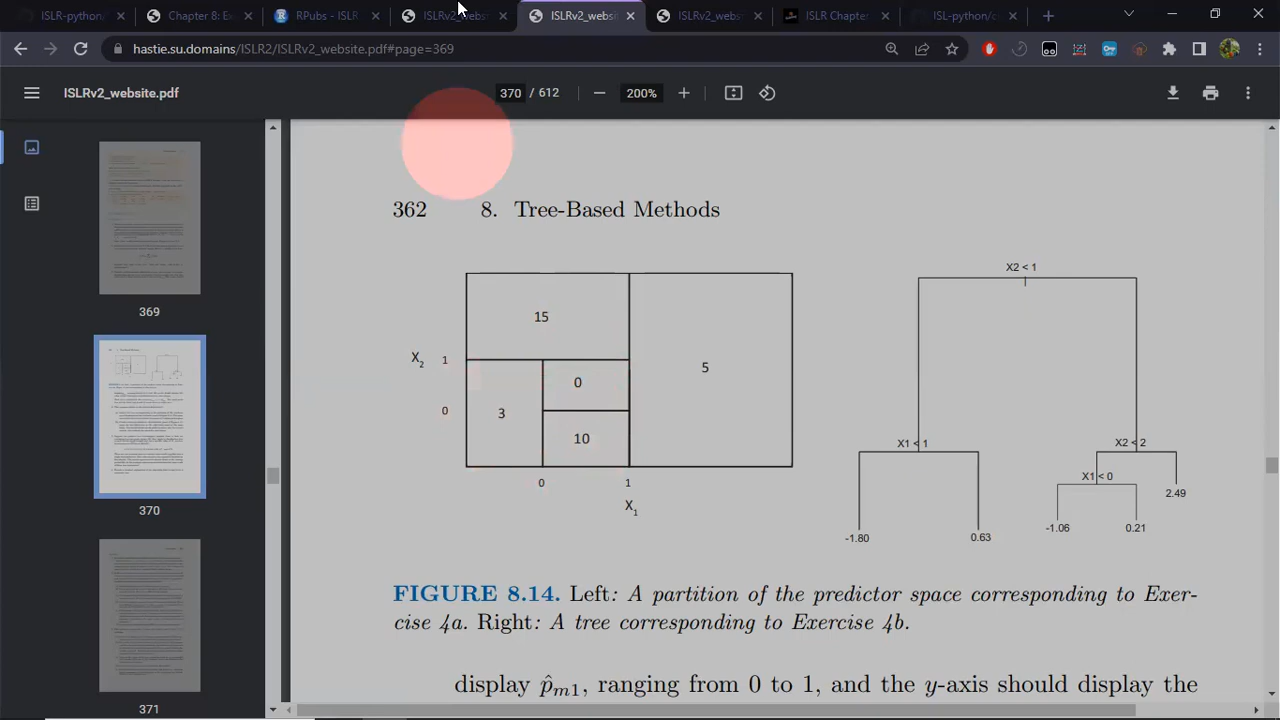 ISLR-python/
Chapter 8: E
RPubs - ISLR
ISLRv2_webs
ISLRv2_websi
ISLRv2_webs
ISLR Chapte
ISL-python/c
hastie.su.domains/ISLR2/ISLRv2_website.pdf#page=369
ISLRv2_website.pdf
370 / 612
200%
369
370
371
362 8. Tree-Based Methods
15
5
X2 1
0
0
3
10
0 1
X1
X2 < 1
X1 < 1
X2 < 2
X1 < 0
2.49
-1.06 0.21
-1.80 0.63
FIGURE 8.14. Left: A partition of the predictor space corresponding to Exer-
cise 4a. Right: A tree corresponding to Exercise 4b.
display p̂m1, ranging from 0 to 1, and the y-axis should display the